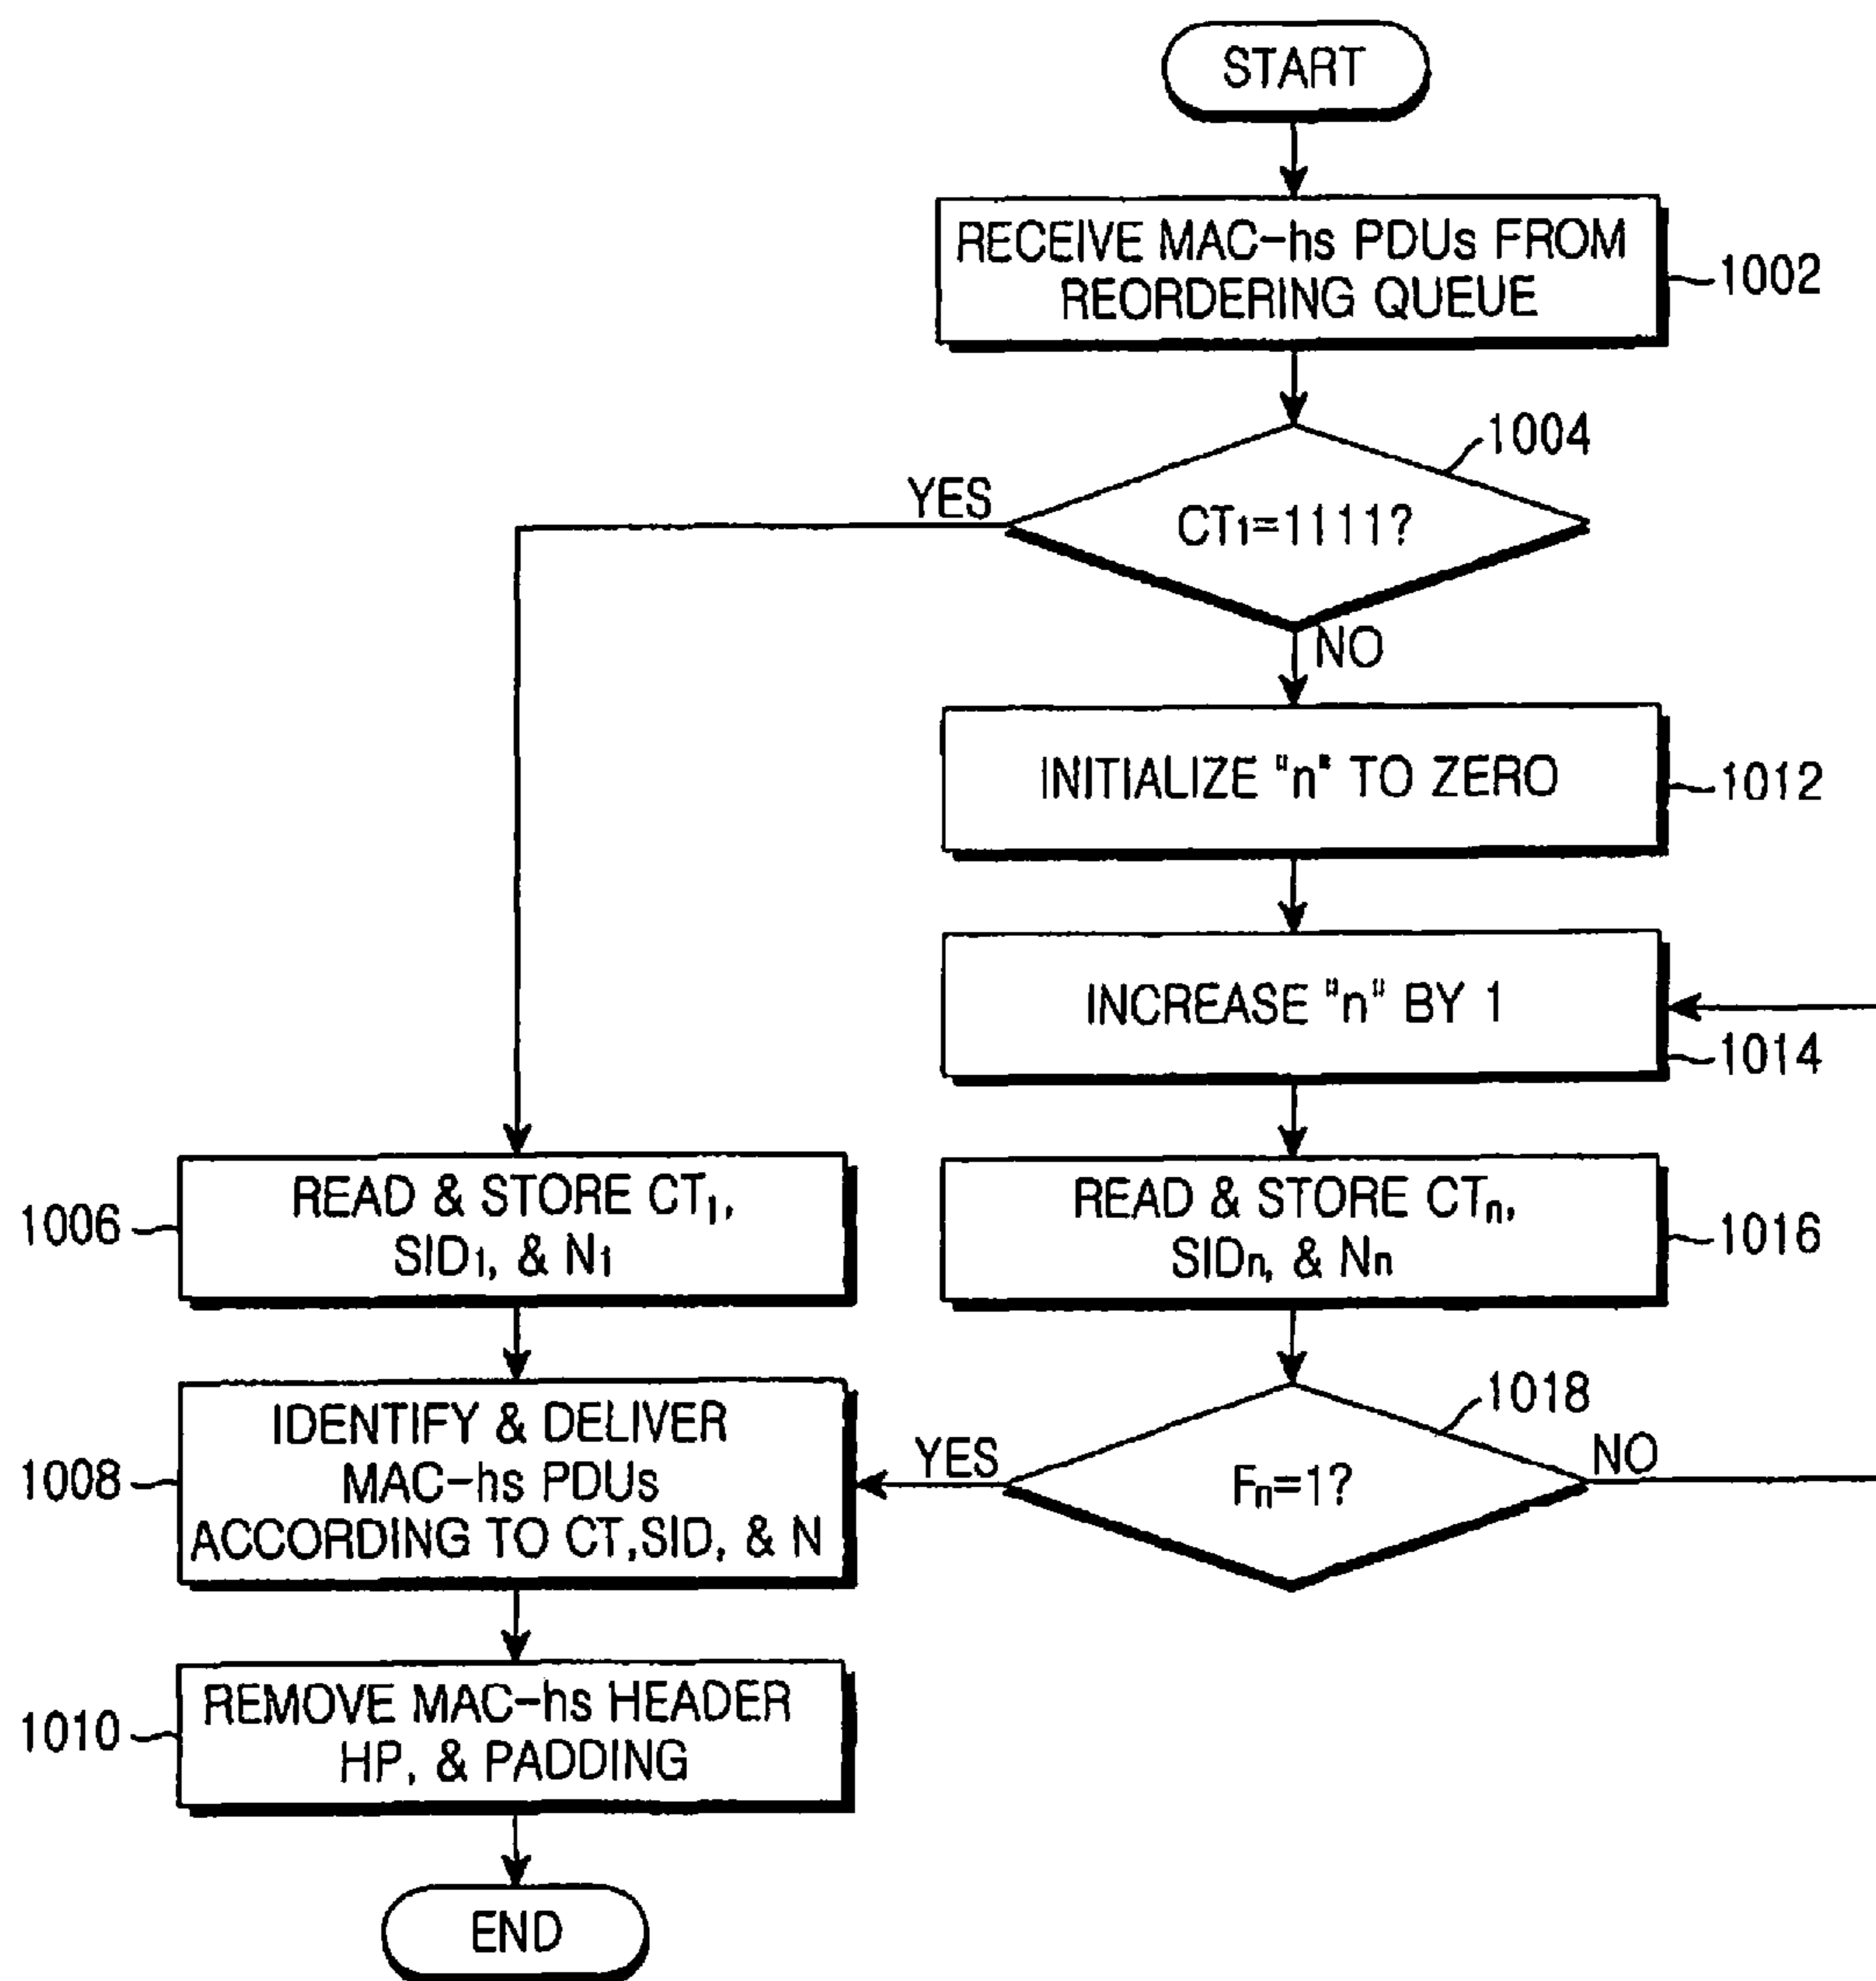 START
RECEIVE MAC-hs PDUs FROM
REORDERING QUEUE
1002
1004
CT1=1111?
YES
NO
INITIALIZE "n" TO ZERO
1012
INCREASE "n" BY 1
1014
1006
READ & STORE CT1,
SID1, & N1
READ & STORE CTn,
SIDn, & Nn
1016
1008
IDENTIFY & DELIVER
MAC-hs PDUs
ACCORDING TO CT,SID, & N
YES
1018
Fn=1?
NO
1010
REMOVE MAC-hs HEADER
HP, & PADDING
END